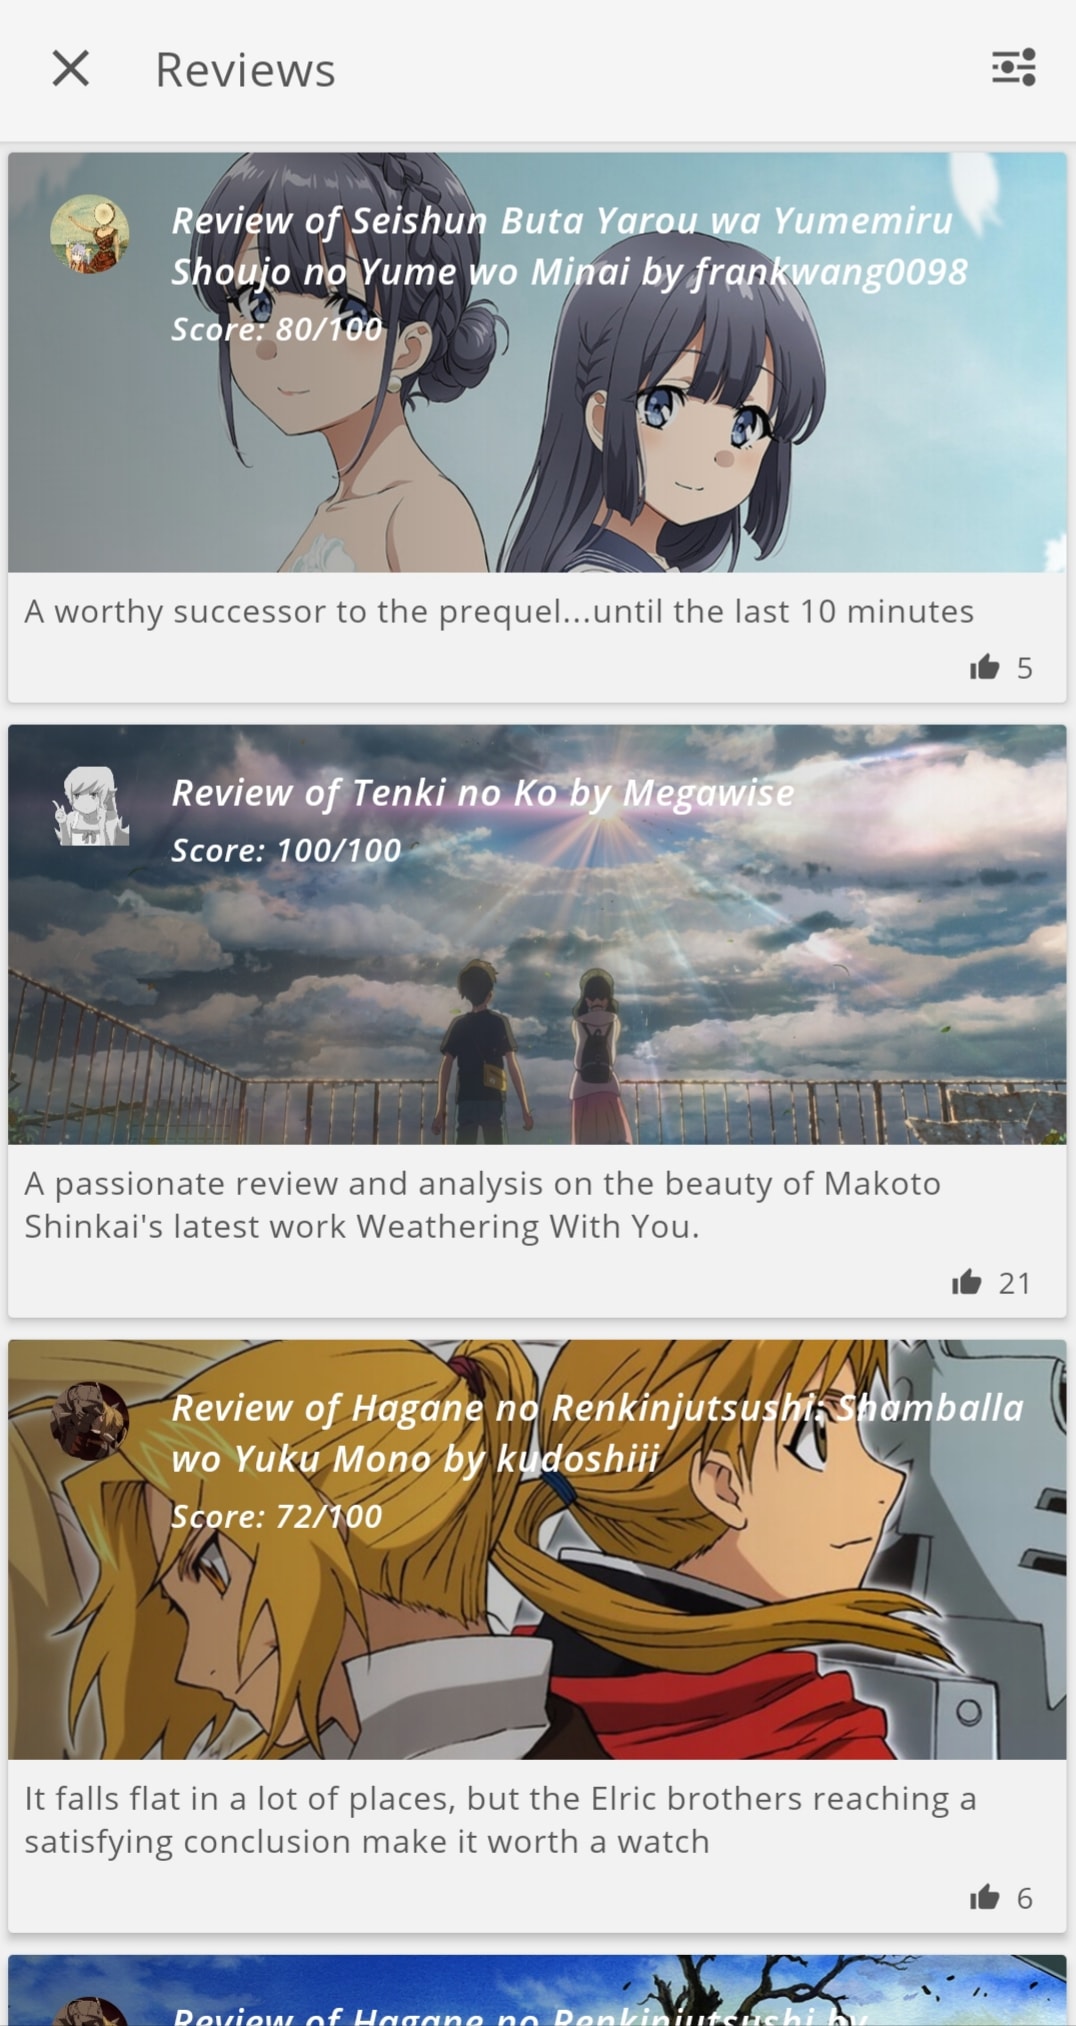 Reviews
Review of Seishun Buta Yarou wa Yumemiru
Shoujo no Yume wo Minai by frankwang0098
Score: 80/100
A worthy successor to the prequel...until the last 10 minutes
5
Review of Tenki no Ko by Megawise
Score: 100/100
A passionate review and analysis on the beauty of Makoto
Shinkai's latest work Weathering With You.
21
Review of Hagane no Renkinjutsushi: Shamballa
wo Yuku Mono by kudoshiii
Score: 72/100
It falls flat in a lot of places, but the Elric brothers reaching a
satisfying conclusion make it worth a watch
6
Review of Hagane no Renkinjutsushi by